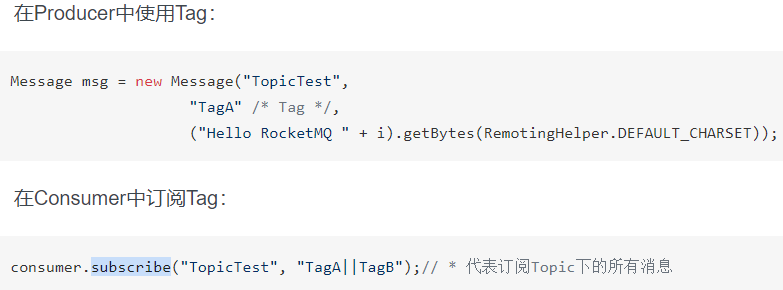 在Producer中使用Tag：
Message msg = new Message("TopicTest",
"TagA" /* Tag */,
("Hello RocketMQ " + i).getBytes(RemotingHelper.DEFAULT_CHARSET));
在Consumer中订阅Tag：
consumer.subscribe("TopicTest", "TagA||TagB");// * 代表订阅Topic下的所有消息